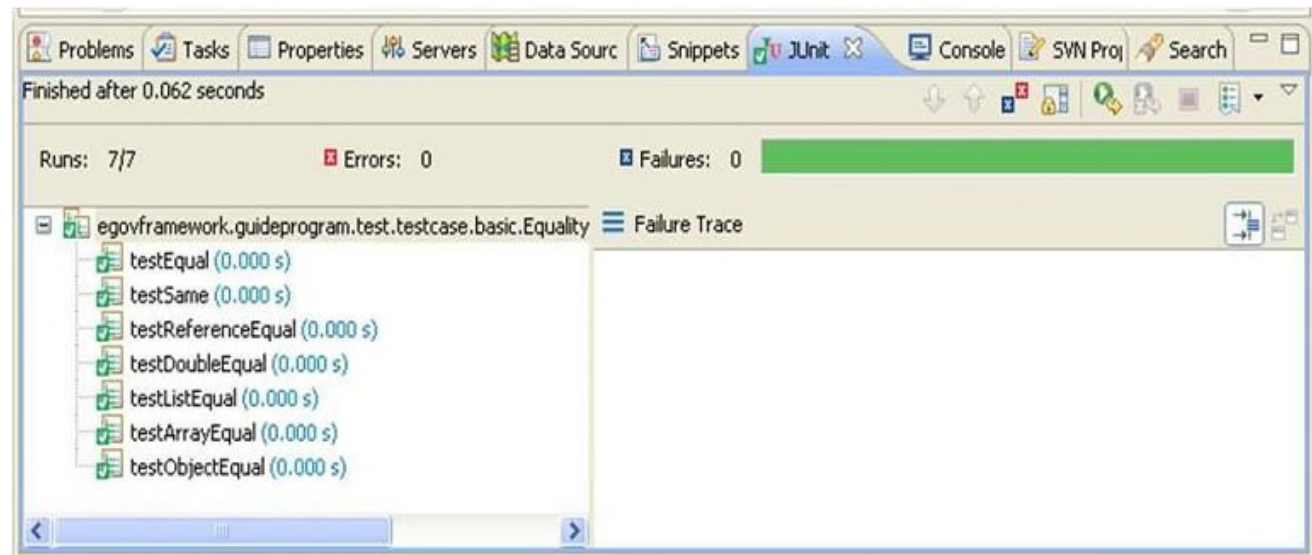 Problems Tasks Properties Servers Data Sourc Snippets JUnit Console SVN Proj Search
Finished after 0.062 seconds
Runs: 7/7 Errors: 0 Failures: 0
egovframework.guideprogram.test.testcase.basic.Equality Failure Trace
testEqual (0.000 s)
testSame (0.000 s)
testReferenceEqual (0.000 s)
testDoubleEqual (0.000 s)
testListEqual (0.000 s)
testArrayEqual (0.000 s)
testObjectEqual (0.000 s)